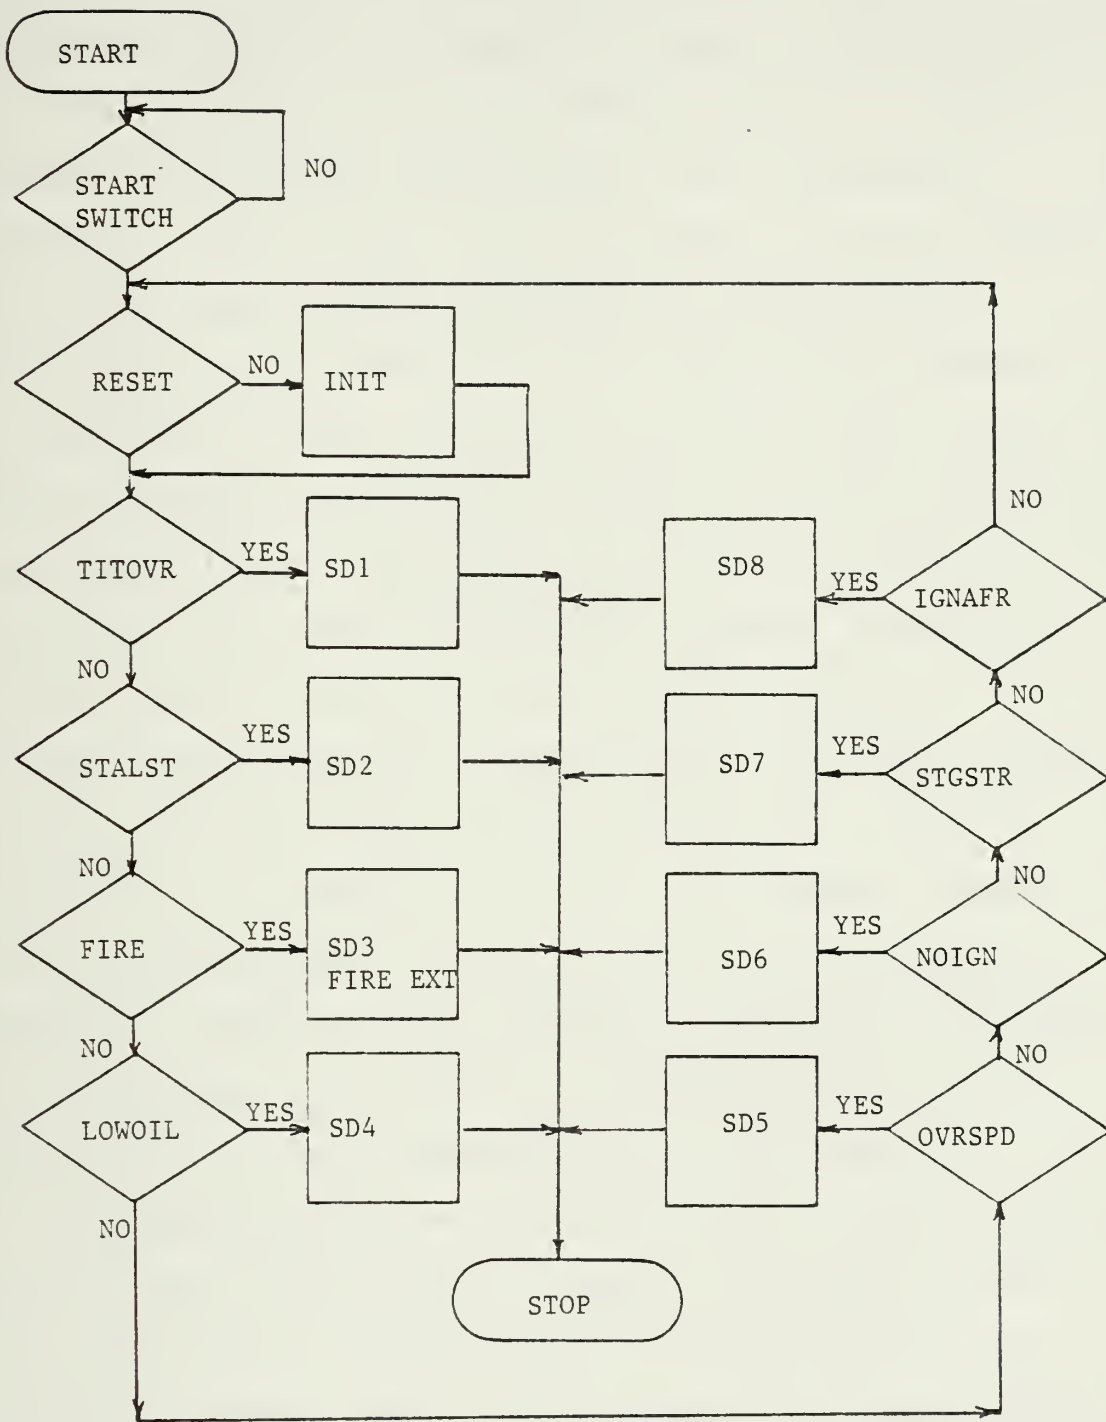 START
NO
START
SWITCH
RESET
NO
INIT
TITOVR
YES
SD1
SD8
YES
IGNAFR
NO
NO
STALST
YES
SD2
SD7
YES
STGSTR
NO
NO
FIRE
YES
SD3
FIRE EXT
SD6
YES
NOIGN
NO
NO
LOWOIL
YES
SD4
SD5
YES
OVRSPD
NO
NO
STOP